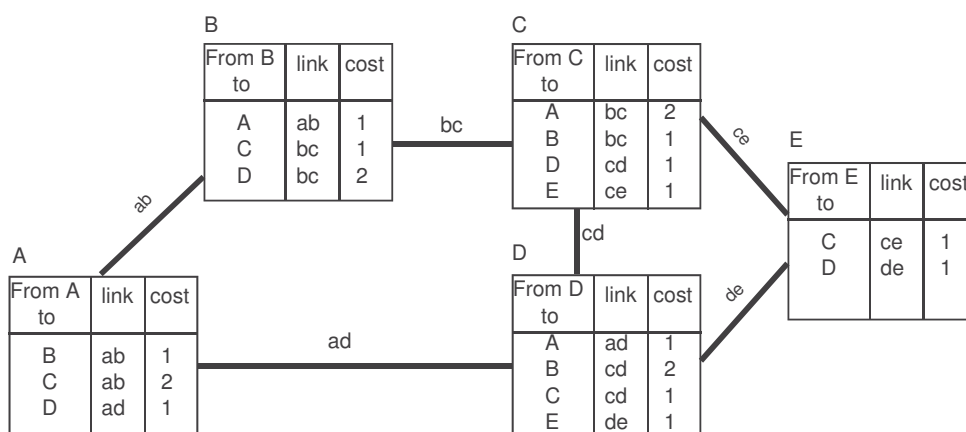 B
From B to link cost
A ab 1
C bc 1
D bc 2
bc
C
From C to link cost
A bc 2
B bc 1
D cd 1
E ce 1
ce
E
From E to link cost
C ce 1
D de 1
ab
cd
A
From A to link cost
B ab 1
C ab 2
D ad 1
ad
D
From D to link cost
A ad 1
B cd 2
C cd 1
E de 1
de